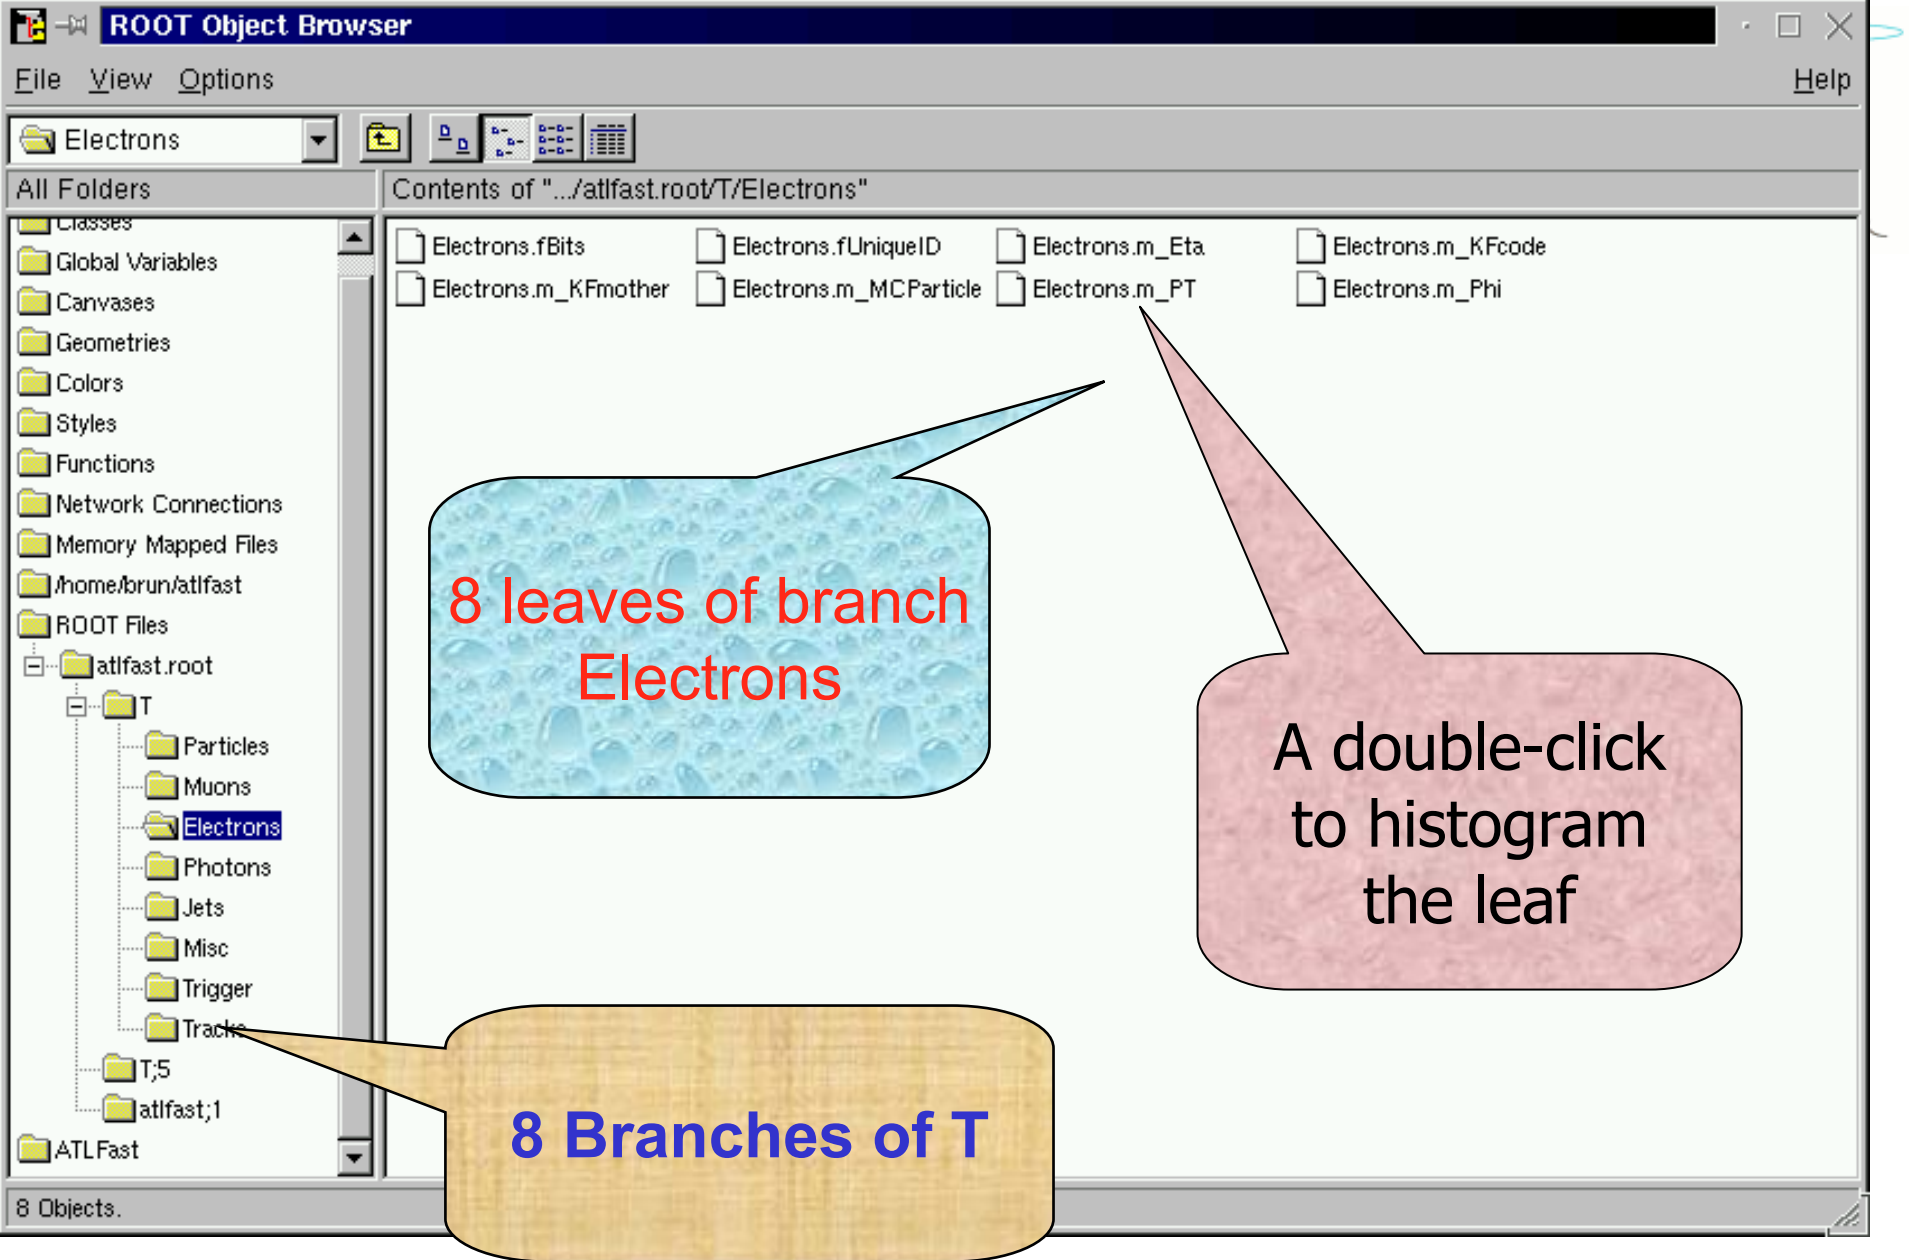 ROOT Object Browser
File View Options Help
Electrons
All Folders
Contents of ".../atlfast.root/T/Electrons"
Classes
Global Variables
Canvases
Geometries
Colors
Styles
Functions
Network Connections
Memory Mapped Files
/home/brun/atlfast
ROOT Files
atlfast.root
T
Particles
Muons
Electrons
Photons
Jets
Misc
Trigger
Tracks
T;5
atlfast;1
ATLFast
Electrons.fBits Electrons.fUniqueID Electrons.m_Eta Electrons.m_KFcode
Electrons.m_KFmother Electrons.m_MCParticle Electrons.m_PT Electrons.m_Phi
8 leaves of branch
Electrons
A double-click
to histogram
the leaf
8 Branches of T
8 Objects.